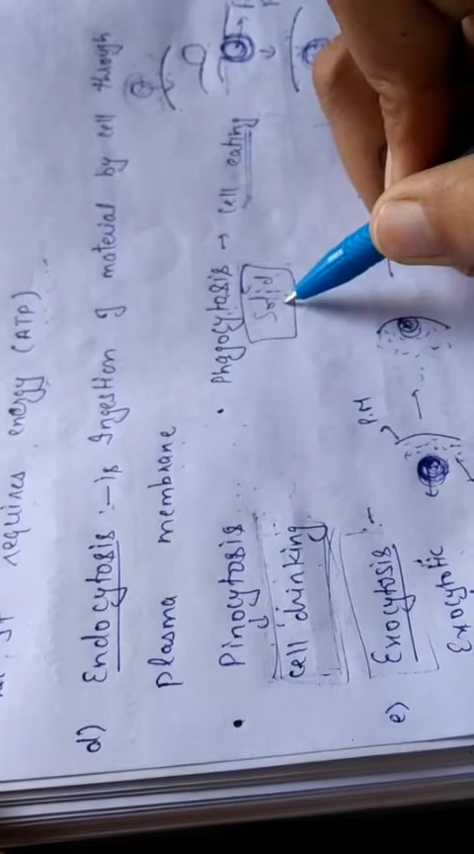 requires energy (ATP)
d) Endocytosis :- is Ingestion of material by cell through
plasma membrane
• Pinocytosis • Phagocytosis → cell eating
cell drinking Solid
e) Exocytosis :-
P.M
Exocytotic